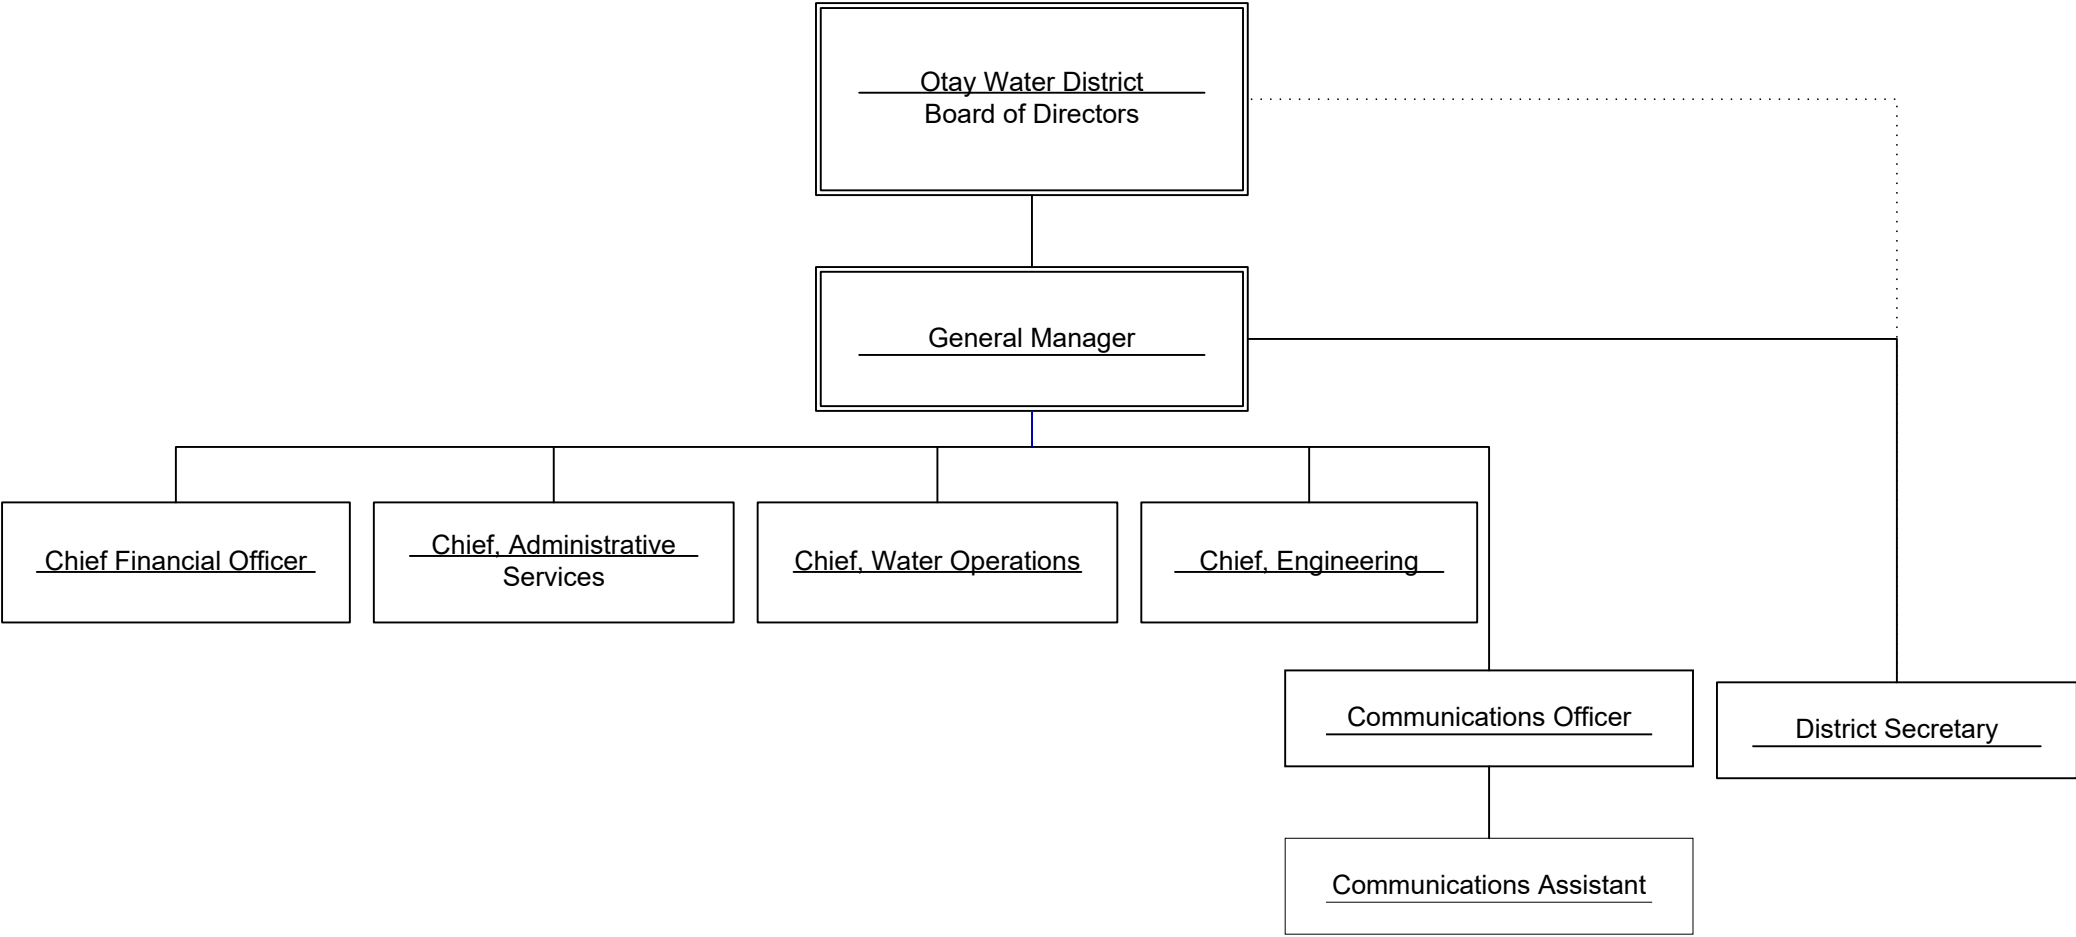 Otay Water District
Board of Directors
General Manager
Chief Financial Officer
Chief, Administrative
Services
Chief, Water Operations
Chief, Engineering
Communications Officer
District Secretary
Communications Assistant